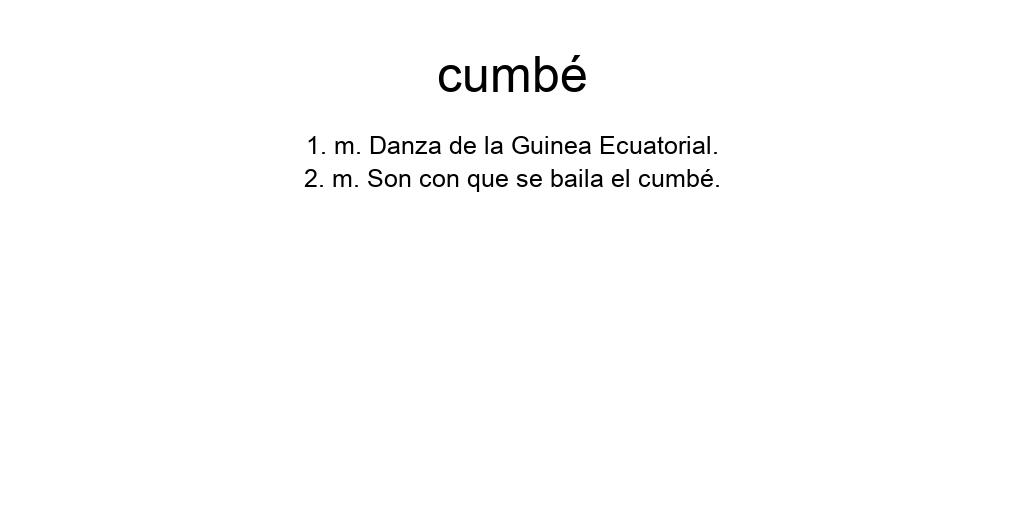 cumbé
1. m. Danza de la Guinea Ecuatorial.
2. m. Son con que se baila el cumbé.